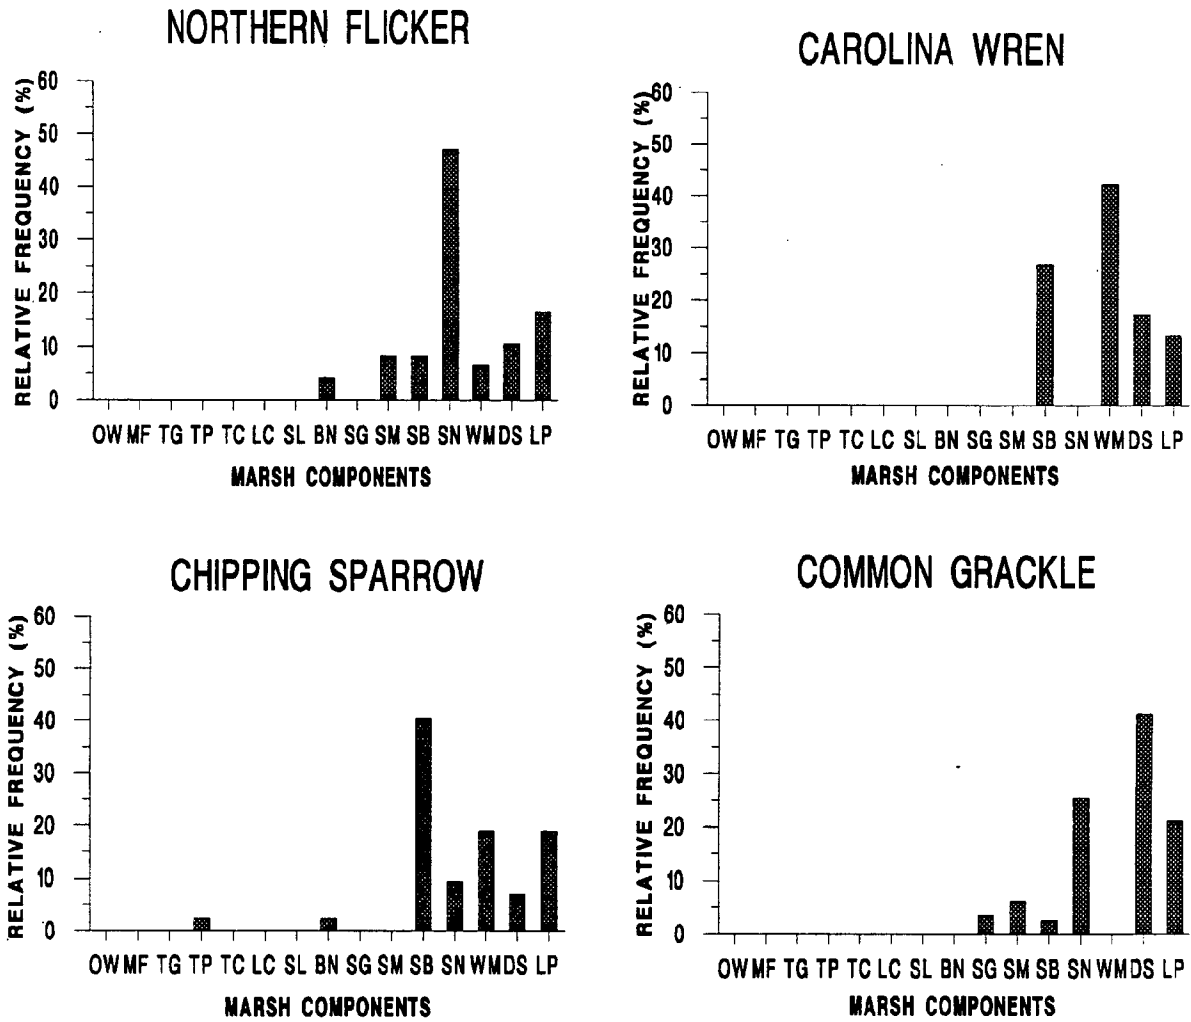 NORTHERN FLICKER
RELATIVE FREQUENCY (%)
60
50
40
30
20
10
0
OW MF TG TP TC LC SL BN SG SM SB SN WM DS LP
MARSH COMPONENTS
CAROLINA WREN
RELATIVE FREQUENCY (%)
60
50
40
30
20
10
0
OW MF TG TP TC LC SL BN SG SM SB SN WM DS LP
MARSH COMPONENTS
CHIPPING SPARROW
RELATIVE FREQUENCY (%)
60
50
40
30
20
10
0
OW MF TG TP TC LC SL BN SG SM SB SN WM DS LP
MARSH COMPONENTS
COMMON GRACKLE
RELATIVE FREQUENCY (%)
60
50
40
30
20
10
0
OW MF TG TP TC LC SL BN SG SM SB SN WM DS LP
MARSH COMPONENTS